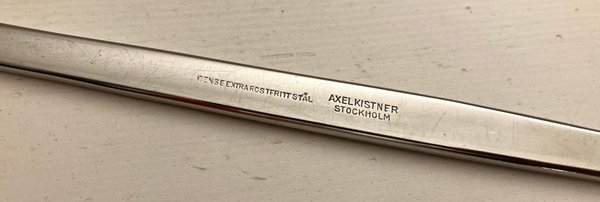 GENSE EXTRA ROSTFRITT STÅL
AXEL KISTNER
STOCKHOLM